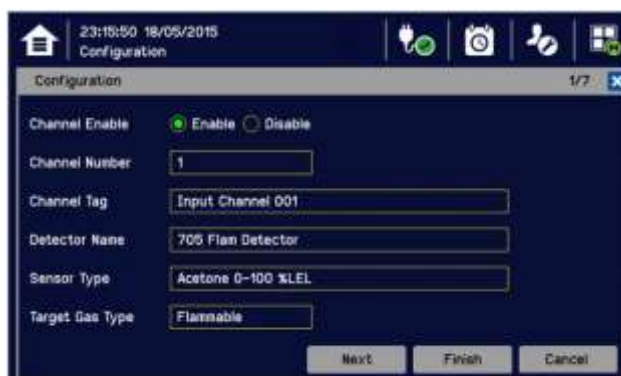 23:15:50 18/05/2015
Configuration
Configuration 1/7
Channel Enable Enable Disable
Channel Number 1
Channel Tag Input Channel 001
Detector Name 705 Flam Detector
Sensor Type Acetone 0-100 %LEL
Target Gas Type Flammable
Next Finish Cancel